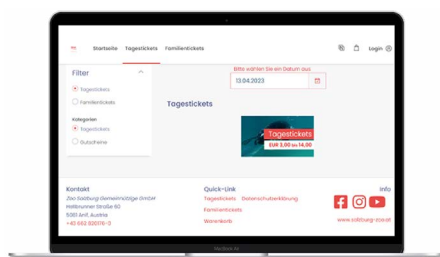 Startseite Tagestickets Familientickets Login
Bitte wählen Sie ein Datum aus
13.04.2023
Filter
Tagestickets
Familientickets
Kategorien
Tagestickets
Gutscheine
Tagestickets
Tagestickets
EUR 3,00 bis 14,00
Kontakt
Zoo Salzburg Gemeinnützige GmbH
Hellbrunner Straße 60
5081 Anif, Austria
+43 662 820176-0
Quick-Link
Tagestickets Datenschutzerklärung
Familientickets
Warenkorb
Info
www.salzburg-zoo.at
MacBook Air